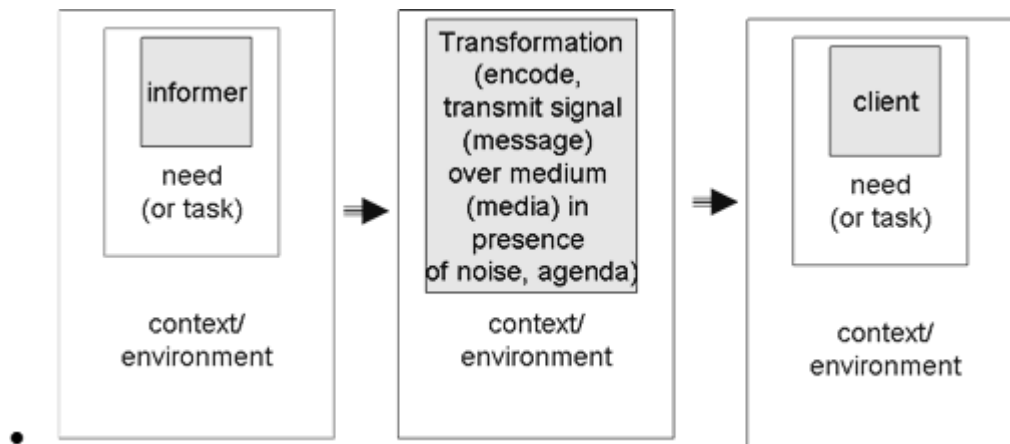 informer
need
(or task)
context/
environment
Transformation
(encode,
transmit signal
(message)
over medium
(media) in
presence
of noise, agenda)
context/
environment
client
need
(or task)
context/
environment